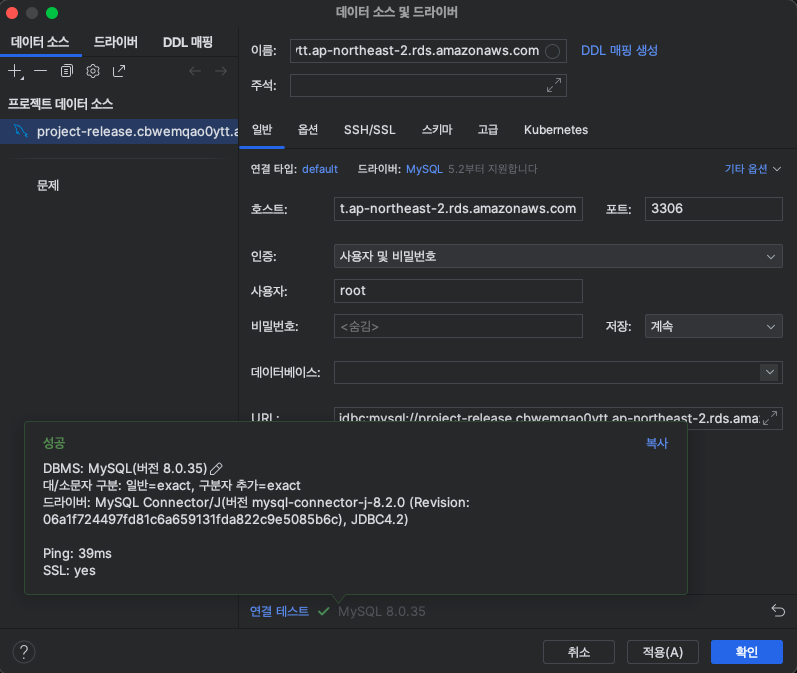 데이터 소스 및 드라이버
데이터 소스 드라이버 DDL 매핑
프로젝트 데이터 소스
project-release.cbwemqao0ytt.a
문제
이름: tt.ap-northeast-2.rds.amazonaws.com DDL 매핑 생성
주석:
일반 옵션 SSH/SSL 스키마 고급 Kubernetes
연결 타입: default 드라이버: MySQL 5.2부터 지원합니다 기타 옵션
호스트: t.ap-northeast-2.rds.amazonaws.com 포트: 3306
인증: 사용자 및 비밀번호
사용자: root
비밀번호: <숨김> 저장: 계속
데이터베이스:
URL: jdbc:mysql://project-release.cbwemqao0ytt.ap-northeast-2.rds.ama
성공 복사
DBMS: MySQL(버전 8.0.35)
대/소문자 구분: 일반=exact, 구분자 추가=exact
드라이버: MySQL Connector/J(버전 mysql-connector-j-8.2.0 (Revision:
06a1f724497fd81c6a659131fda822c9e5085b6c), JDBC4.2)
Ping: 39ms
SSL: yes
연결 테스트 MySQL 8.0.35
? 취소 적용(A) 확인